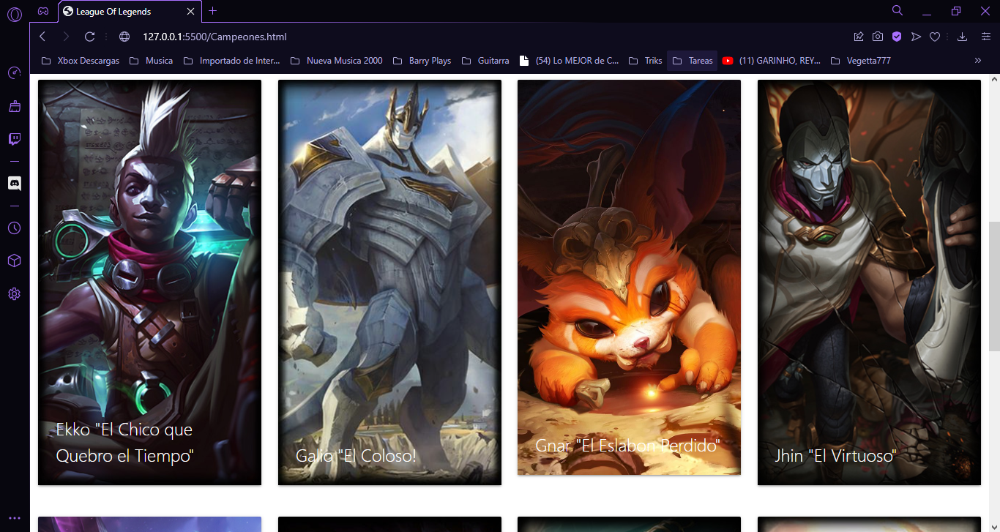 League Of Legends
127.0.0.1:5500/Campeones.html
Xbox Descargas
Musica
Importado de Inter...
Nueva Musica 2000
Barry Plays
Guitarra
(54) Lo MEJOR de C...
Triks
Tareas
(11) GARINHO, REY...
Vegetta777
Ekko "El Chico que
Quebro el Tiempo"
Galio "El Coloso!
Gnar "El Eslabon Perdido"
Jhin "El Virtuoso"